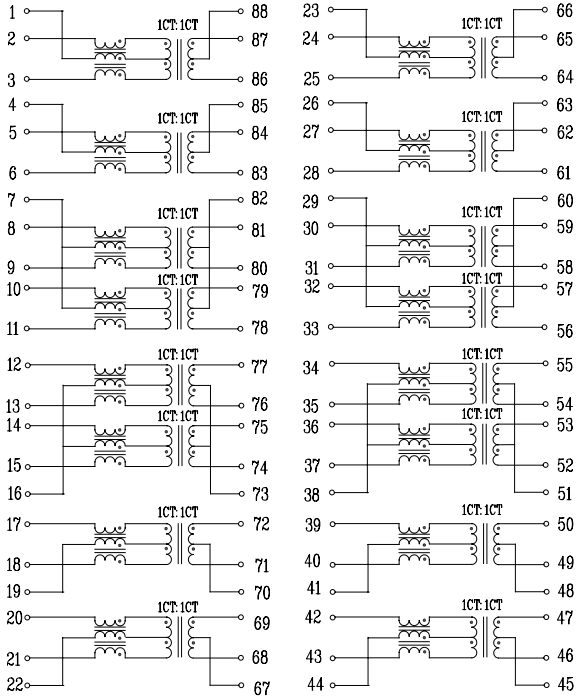 1 88 23 66
1CT:1CT 1CT:1CT
2 87 24 65
3 86 25 64
4 85 26 63
1CT:1CT 1CT:1CT
5 84 27 62
6 83 28 61
7 82 29 60
1CT:1CT 1CT:1CT
8 81 30 59
9 80 31 58
1CT:1CT 1CT:1CT
10 79 32 57
11 78 33 56
1CT:1CT 1CT:1CT
12 77 34 55
13 76 35 54
1CT:1CT 1CT:1CT
14 75 36 53
15 74 37 52
16 73 38 51
1CT:1CT 1CT:1CT
17 72 39 50
18 71 40 49
19 70 41 48
1CT:1CT 1CT:1CT
20 69 42 47
21 68 43 46
22 67 44 45